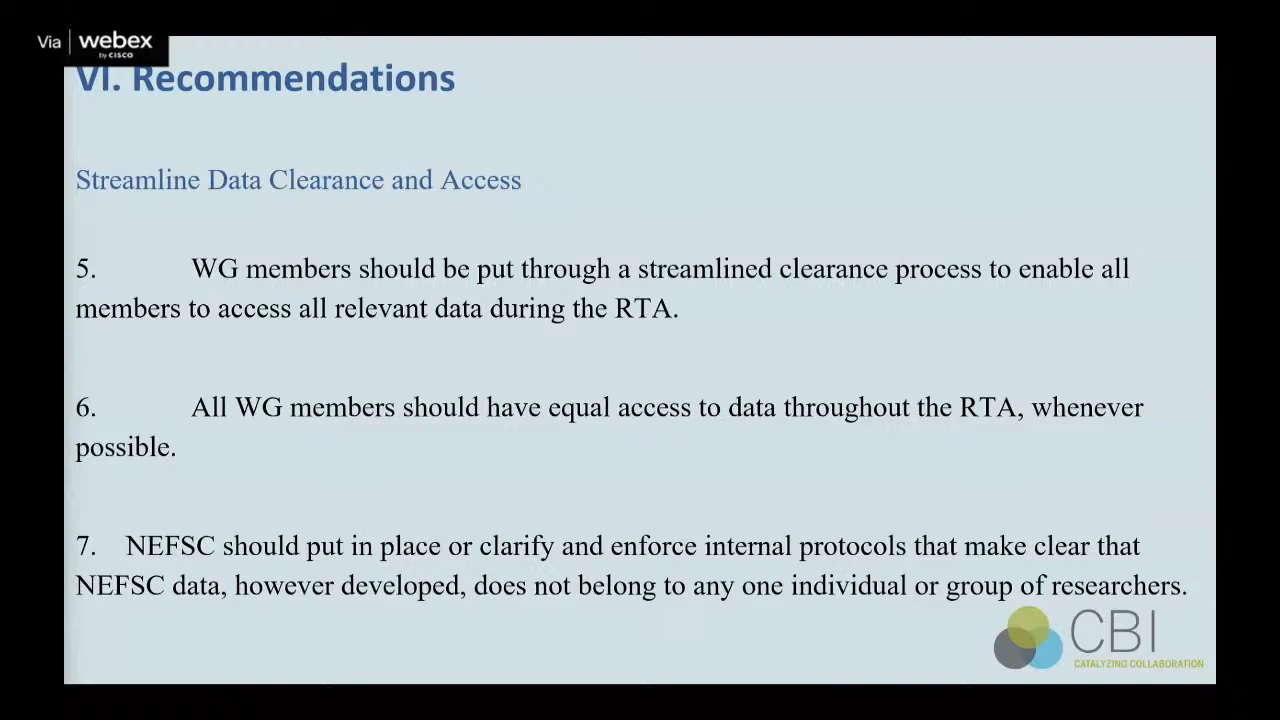 Via webex
by CISCO
VI. Recommendations
Streamline Data Clearance and Access
5. WG members should be put through a streamlined clearance process to enable all
members to access all relevant data during the RTA.
6. All WG members should have equal access to data throughout the RTA, whenever
possible.
7. NEFSC should put in place or clarify and enforce internal protocols that make clear that
NEFSC data, however developed, does not belong to any one individual or group of researchers.
CBI
CATALYZING COLLABORATION